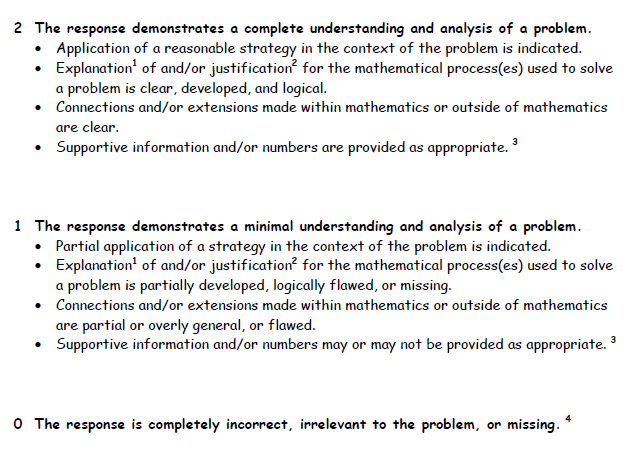 2 The response demonstrates a complete understanding and analysis of a problem.
• Application of a reasonable strategy in the context of the problem is indicated.
• Explanation¹ of and/or justification² for the mathematical process(es) used to solve
a problem is clear, developed, and logical.
• Connections and/or extensions made within mathematics or outside of mathematics
are clear.
• Supportive information and/or numbers are provided as appropriate. ³
1 The response demonstrates a minimal understanding and analysis of a problem.
• Partial application of a strategy in the context of the problem is indicated.
• Explanation¹ of and/or justification² for the mathematical process(es) used to solve
a problem is partially developed, logically flawed, or missing.
• Connections and/or extensions made within mathematics or outside of mathematics
are partial or overly general, or flawed.
• Supportive information and/or numbers may or may not be provided as appropriate. ³
0 The response is completely incorrect, irrelevant to the problem, or missing. ⁴